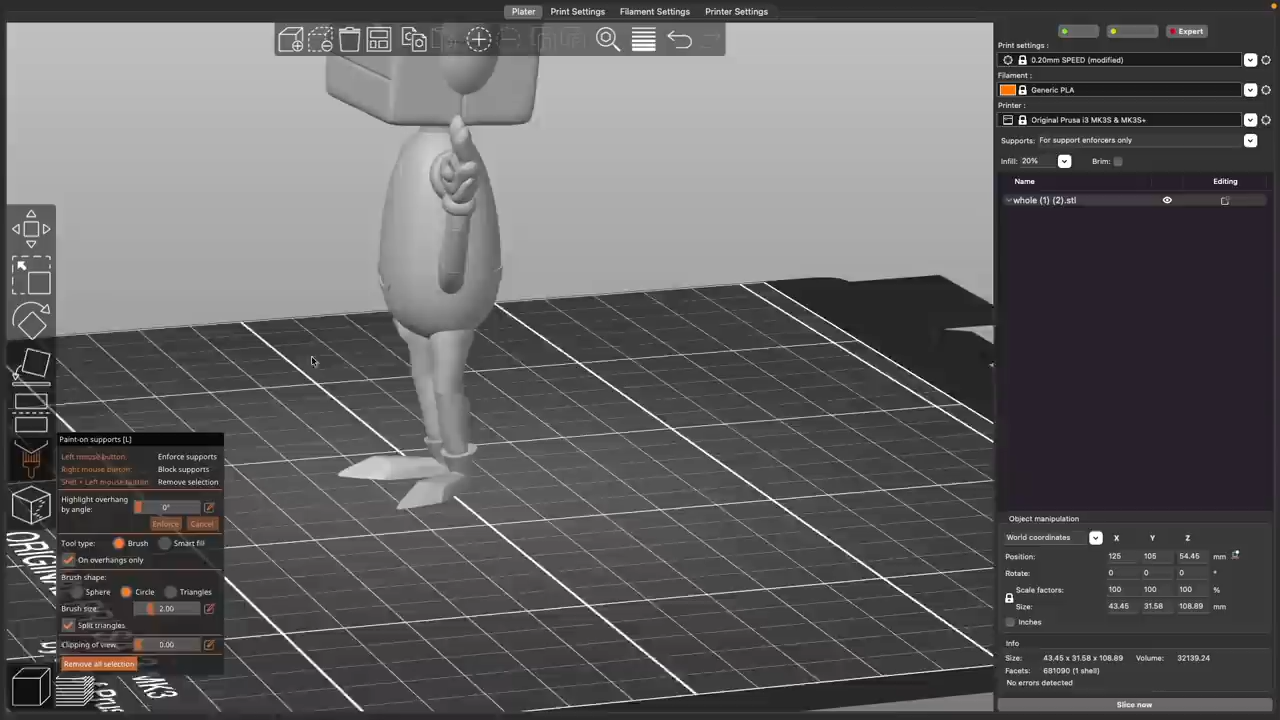 Plater Print Settings Filament Settings Printer Settings
Expert
Print settings :
0.20mm SPEED (modified)
Filament :
Generic PLA
Printer :
Original Prusa i3 MK3S & MK3S+
Supports: For support enforcers only
Infill: 20% Brim:
Name Editing
whole (1) (2).stl
Paint-on supports [L]
Left mouse button: Enforce supports
Right mouse button: Block supports
Shift + Left mouse button: Remove selection
Highlight overhang
by angle: 0°
Enforce Cancel
Tool type: Brush Smart fill
On overhangs only
Brush shape:
Sphere Circle Triangles
Brush size: 2.00
Split triangles
Clipping of view: 0.00
Remove all selection
Object manipulation
World coordinates X Y Z
Position: 125 105 54.45 mm
Rotate: 0 0 0 °
Scale factors: 100 100 100 %
Size: 43.45 31.58 108.89 mm
Inches
Info
Size: 43.45 x 31.58 x 108.89 Volume: 32139.24
Facets: 681090 (1 shell)
No errors detected
Slice now